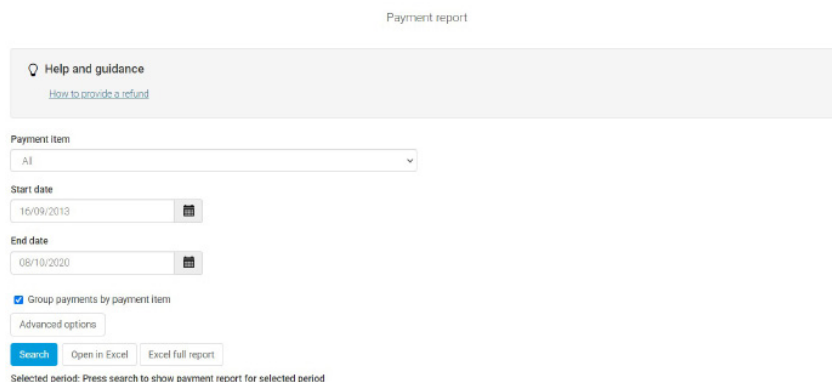 Payment report
Help and guidance
How to provide a refund
Payment item
All
Start date
16/09/2013
End date
08/10/2020
Group payments by payment item
Advanced options
Search Open in Excel Excel full report
Selected period: Press search to show payment report for selected period